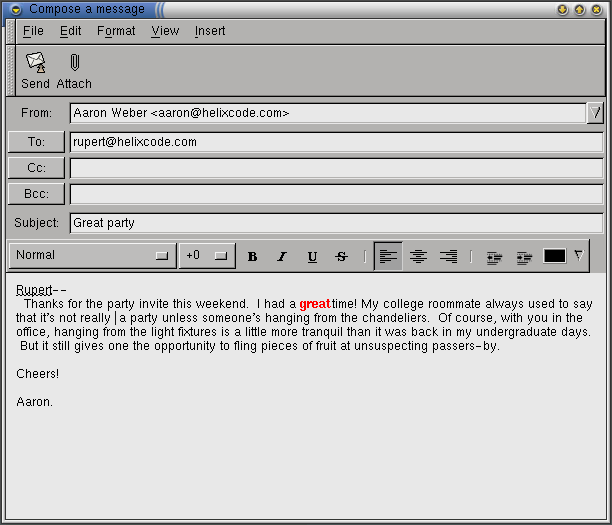 Compose a message
File Edit Format View Insert
Send Attach
From: Aaron Weber <aaron@helixcode.com>
To: rupert@helixcode.com
Cc:
Bcc:
Subject: Great party
Normal +0 B I U S
Rupert--
Thanks for the party invite this weekend. I had a great time! My college roommate always used to say
that it's not really a party unless someone's hanging from the chandeliers. Of course, with you in the
office, hanging from the light fixtures is a little more tranquil than it was back in my undergraduate days.
But it still gives one the opportunity to fling pieces of fruit at unsuspecting passers-by.
Cheers!
Aaron.